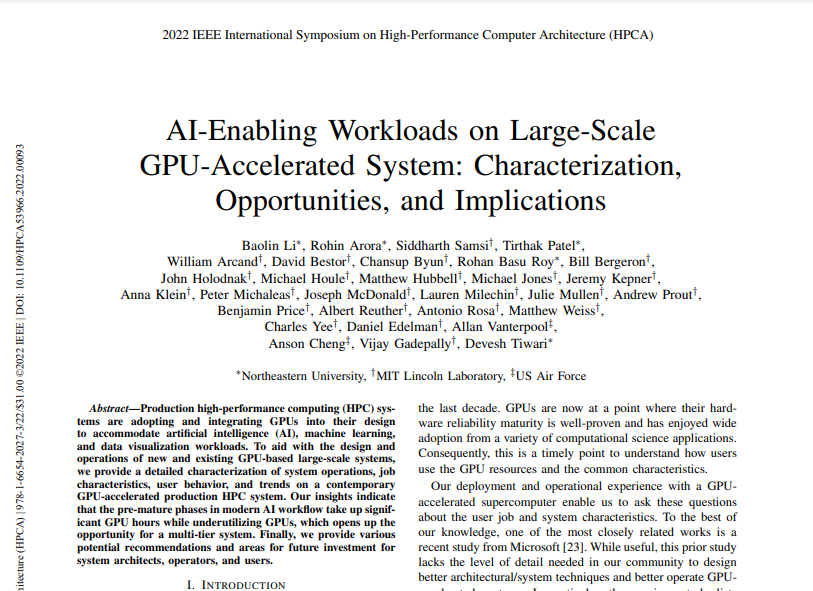 2022 IEEE International Symposium on High-Performance Computer Architecture (HPCA)
AI-Enabling Workloads on Large-Scale
GPU-Accelerated System: Characterization,
Opportunities, and Implications
Baolin Li*, Rohin Arora*, Siddharth Samsi†, Tirthak Patel*,
William Arcand†, David Bestor†, Chansup Byun†, Rohan Basu Roy*, Bill Bergeron†,
John Holodnak†, Michael Houle†, Matthew Hubbell†, Michael Jones†, Jeremy Kepner†,
Anna Klein†, Peter Michaleas†, Joseph McDonald†, Lauren Milechin†, Julie Mullen†, Andrew Prout†,
Benjamin Price†, Albert Reuther†, Antonio Rosa†, Matthew Weiss†,
Charles Yee†, Daniel Edelman†, Allan Vanterpool‡,
Anson Cheng‡, Vijay Gadepally†, Devesh Tiwari*
*Northeastern University, †MIT Lincoln Laboratory, ‡US Air Force
Abstract—Production high-performance computing (HPC) sys-
tems are adopting and integrating GPUs into their design
to accommodate artificial intelligence (AI), machine learning,
and data visualization workloads. To aid with the design and
operations of new and existing GPU-based large-scale systems,
we provide a detailed characterization of system operations, job
characteristics, user behavior, and trends on a contemporary
GPU-accelerated production HPC system. Our insights indicate
that the pre-mature phases in modern AI workflow take up signif-
icant GPU hours while underutilizing GPUs, which opens up the
opportunity for a multi-tier system. Finally, we provide various
potential recommendations and areas for future investment for
system architects, operators, and users.
I. INTRODUCTION
the last decade. GPUs are now at a point where their hard-
ware reliability maturity is well-proven and has enjoyed wide
adoption from a variety of computational science applications.
Consequently, this is a timely point to understand how users
use the GPU resources and the common characteristics.
Our deployment and operational experience with a GPU-
accelerated supercomputer enable us to ask these questions
about the user job and system characteristics. To the best of
our knowledge, one of the most closely related works is a
recent study from Microsoft [23]. While useful, this prior study
lacks the level of detail needed in our community to design
better architectural/system techniques and better operate GPU-
hitecture (HPCA) | 978-1-6654-2027-3/22/$31.00 ©2022 IEEE | DOI: 10.1109/HPCA53966.2022.00093